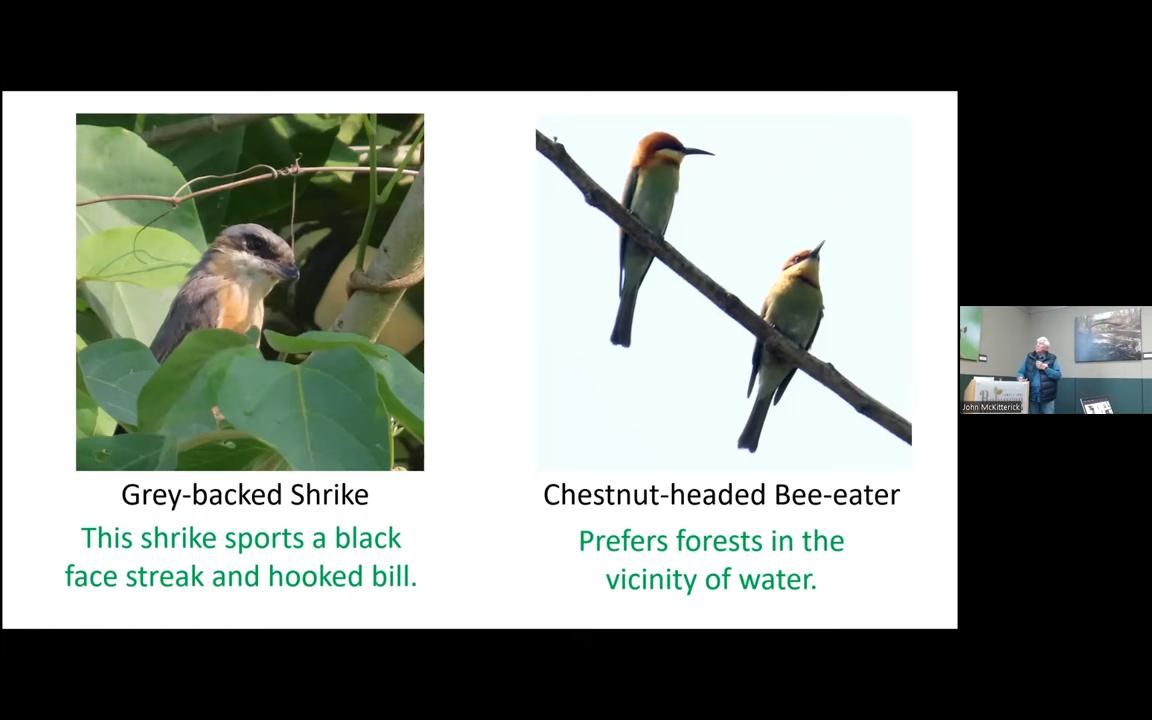 Grey-backed Shrike
This shrike sports a black
face streak and hooked bill.
Chestnut-headed Bee-eater
Prefers forests in the
vicinity of water.
John McKitterick